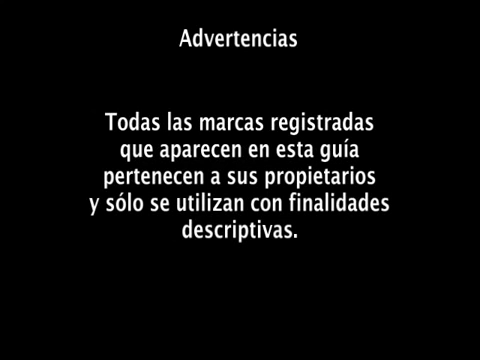 Advertencias
Todas las marcas registradas
que aparecen en esta guía
pertenecen a sus propietarios
y sólo se utilizan con finalidades
descriptivas.